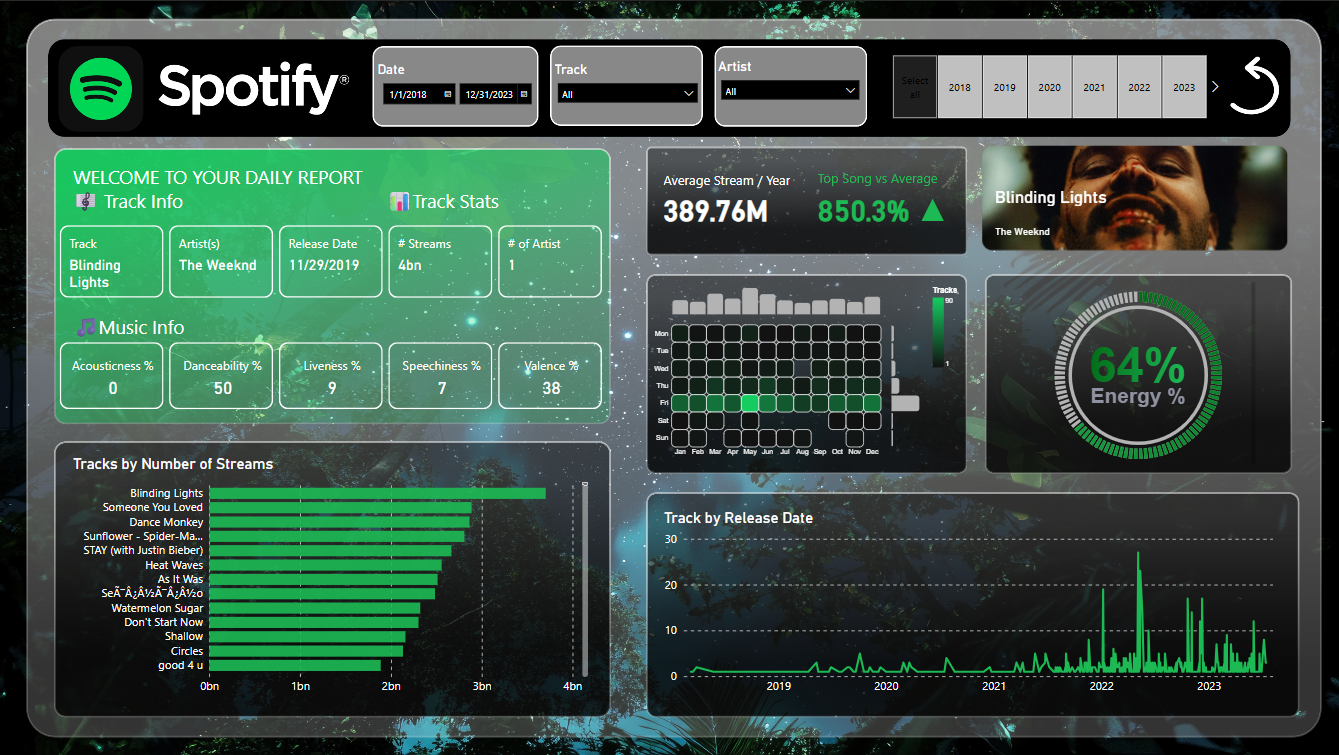 Spotify®
Date
1/1/2018
12/31/2023
Track
All
Artist
All
Select all
2018
2019
2020
2021
2022
2023
WELCOME TO YOUR DAILY REPORT
Track Info
Track Stats
Track
Blinding
Lights
Artist(s)
The Weeknd
Release Date
11/29/2019
# Streams
4bn
# of Artist
1
Music Info
Acousticness %
0
Danceability %
50
Liveness %
9
Speechiness %
7
Valence %
38
Average Stream / Year
389.76M
Top Song vs Average
850.3%
Blinding Lights
The Weeknd
Tracks
90
1
Mon
Tue
Wed
Thu
Fri
Sat
Sun
Jan Feb Mar Apr May Jun Jul Aug Sep Oct Nov Dec
64%
Energy %
Tracks by Number of Streams
Blinding Lights
Someone You Loved
Dance Monkey
Sunflower - Spider-Ma...
STAY (with Justin Bieber)
Heat Waves
As It Was
SeÃ¯Â¿Â½Ã¯Â¿Â½o
Watermelon Sugar
Don't Start Now
Shallow
Circles
good 4 u
0bn 1bn 2bn 3bn 4bn
Track by Release Date
30
20
10
0
2019 2020 2021 2022 2023